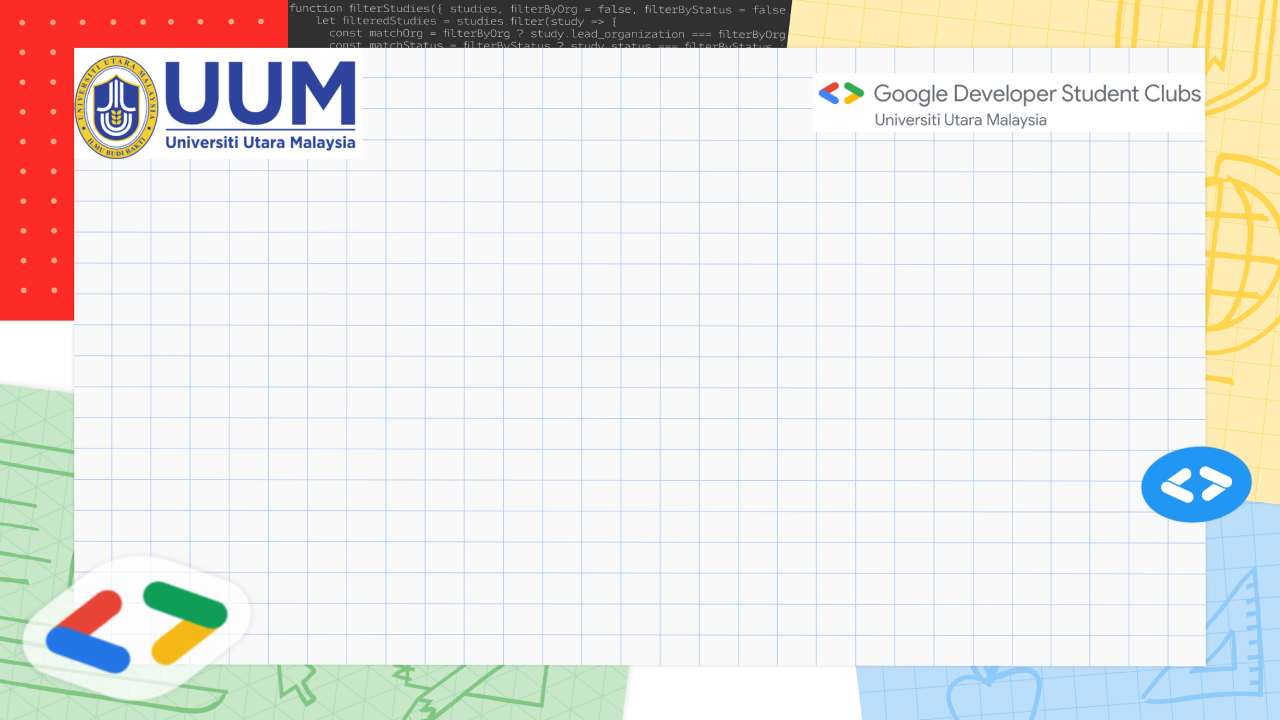 function filterStudies({ studies, filterByOrg = false, filterByStatus = false
let filteredStudies = studies.filter(study => {
const matchOrg = filterByOrg ? study.lead_organization === filterByOrg
const matchStatus = filterByStatus ? study.status === filterByStatus :
UNIVERSITI UTARA MALAYSIA
ILMU BUDI BAKTI
UUM
Universiti Utara Malaysia
Google Developer Student Clubs
Universiti Utara Malaysia